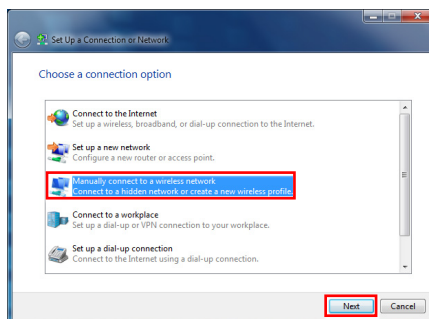 Set Up a Connection or Network
Choose a connection option
Connect to the Internet
Set up a wireless, broadband, or dial-up connection to the Internet.
Set up a new network
Configure a new router or access point.
Manually connect to a wireless network
Connect to a hidden network or create a new wireless profile.
Connect to a workplace
Set up a dial-up or VPN connection to your workplace.
Set up a dial-up connection
Connect to the Internet using a dial-up connection.
Next Cancel